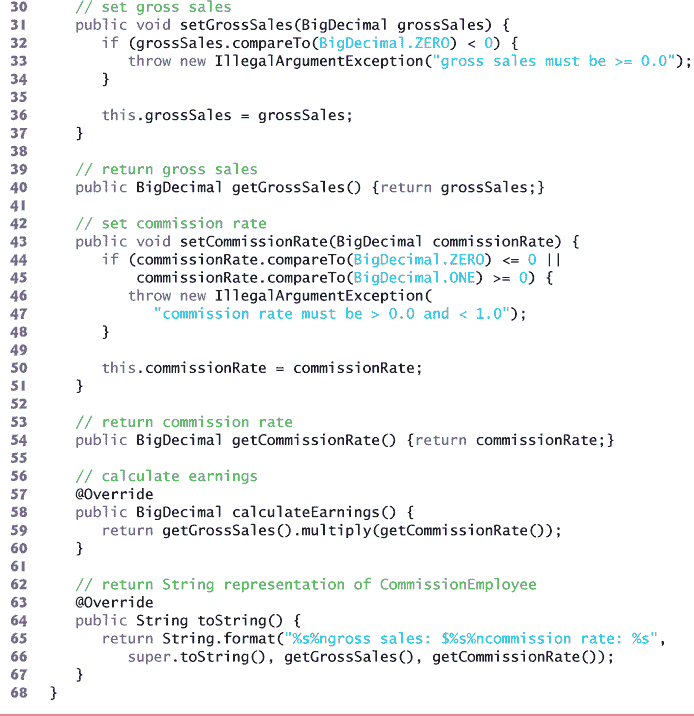 30 // set gross sales
31 public void setGrossSales(BigDecimal grossSales) {
32 if (grossSales.compareTo(BigDecimal.ZERO) < 0) {
33 throw new IllegalArgumentException("gross sales must be >= 0.0");
34 }
35
36 this.grossSales = grossSales;
37 }
38
39 // return gross sales
40 public BigDecimal getGrossSales() {return grossSales;}
41
42 // set commission rate
43 public void setCommissionRate(BigDecimal commissionRate) {
44 if (commissionRate.compareTo(BigDecimal.ZERO) <= 0 ||
45 commissionRate.compareTo(BigDecimal.ONE) >= 0) {
46 throw new IllegalArgumentException(
47 "commission rate must be > 0.0 and < 1.0");
48 }
49
50 this.commissionRate = commissionRate;
51 }
52
53 // return commission rate
54 public BigDecimal getCommissionRate() {return commissionRate;}
55
56 // calculate earnings
57 @Override
58 public BigDecimal calculateEarnings() {
59 return getGrossSales().multiply(getCommissionRate());
60 }
61
62 // return String representation of CommissionEmployee
63 @Override
64 public String toString() {
65 return String.format("%s%ngross sales: $%s%ncommission rate: %s",
66 super.toString(), getGrossSales(), getCommissionRate());
67 }
68 }